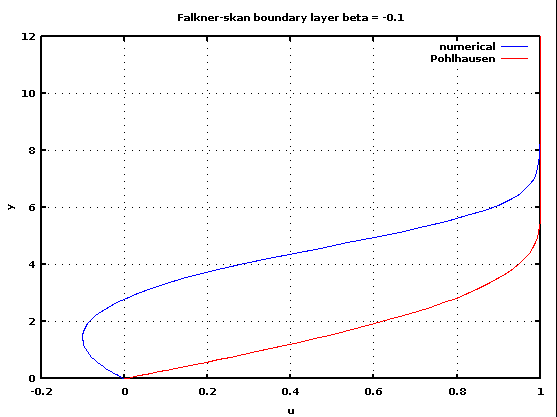 Falkner-skan boundary layer beta = -0.1
12
numerical
Pohlhausen
10
8
y
6
4
2
0
-0.2
0
0.2
0.4
0.6
0.8
1
u